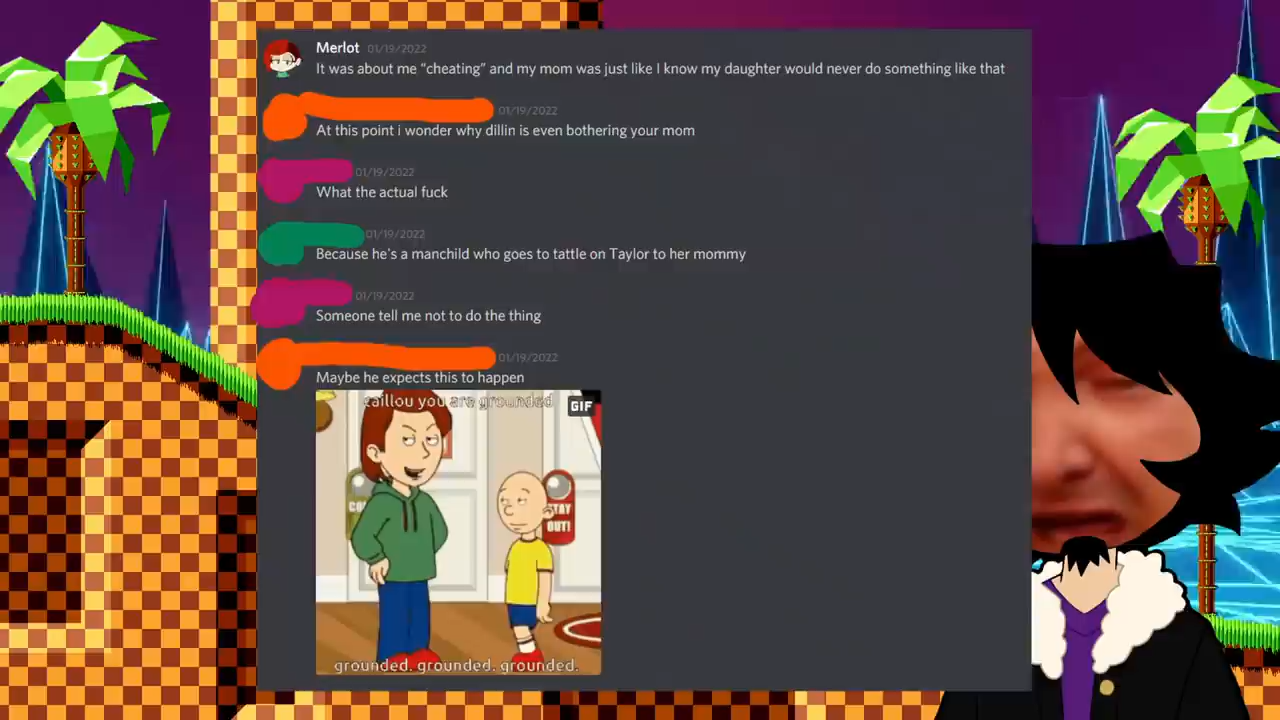 Merlot 01/19/2022
It was about me “cheating” and my mom was just like I know my daughter would never do something like that
01/19/2022
At this point i wonder why dillin is even bothering your mom
01/19/2022
What the actual fuck
01/19/2022
Because he's a manchild who goes to tattle on Taylor to her mommy
01/19/2022
Someone tell me not to do the thing
01/19/2022
Maybe he expects this to happen
caillou you are grounded
GIF
STAY
OUT!
grounded. grounded. grounded.